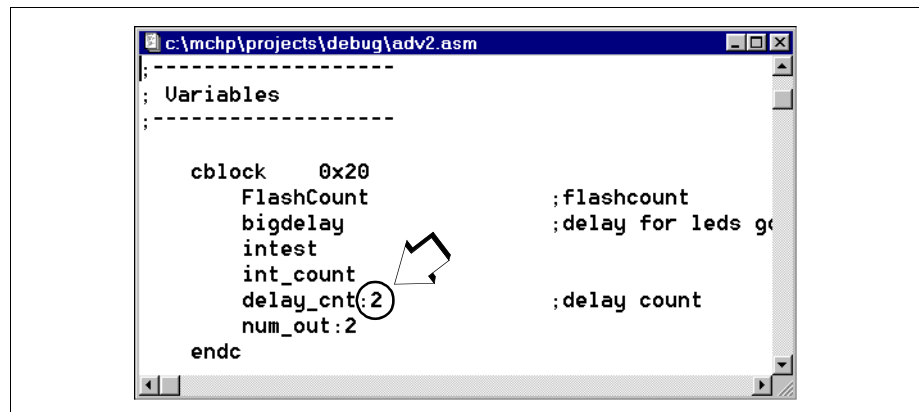 c:\mchp\projects\debug\adv2.asm
;-------------------
; Variables
;-------------------
cblock 0x20
FlashCount ;flashcount
bigdelay ;delay for leds
intest
int_count
delay_cnt:2 ;delay count
num_out:2
endc